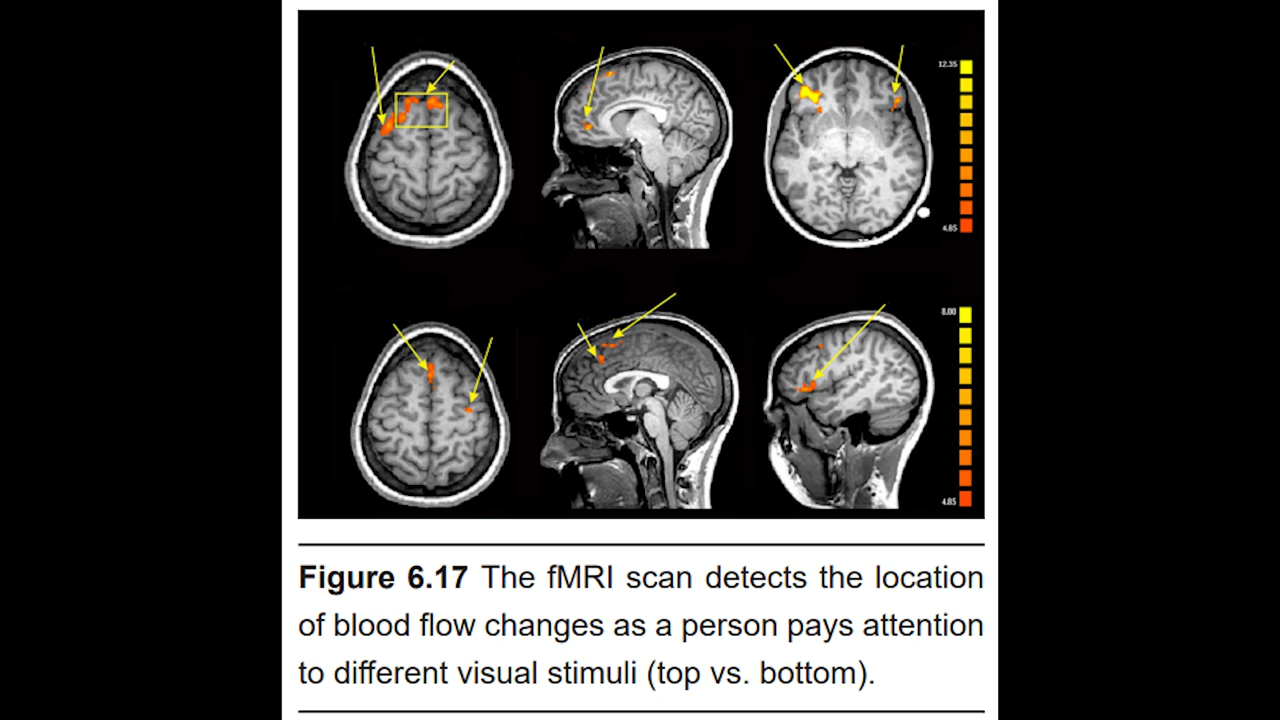 12.35
4.85
8.00
4.85
Figure 6.17 The fMRI scan detects the location
of blood flow changes as a person pays attention
to different visual stimuli (top vs. bottom).